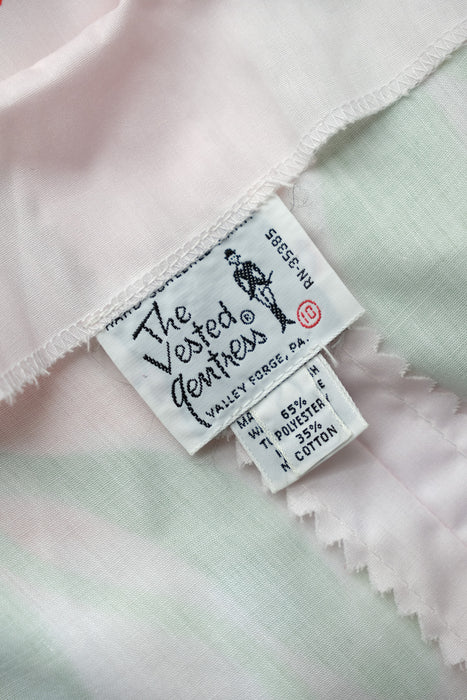 RN-35385
The
Vested
Gentress®
10
VALLEY FORGE, PA.
65%
POLYESTER
35%
COTTON